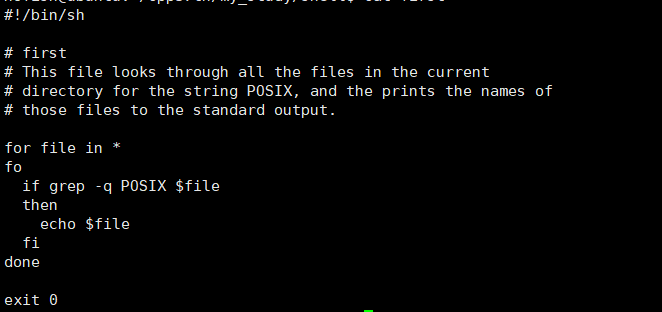 #!/bin/sh
# first
# This file looks through all the files in the current
# directory for the string POSIX, and the prints the names of
# those files to the standard output.
for file in *
fo
if grep -q POSIX $file
then
echo $file
fi
done
exit 0